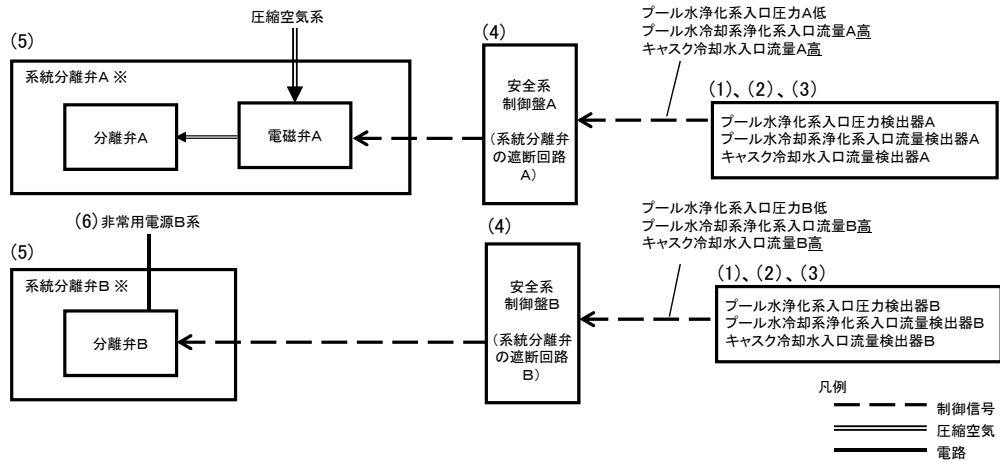 圧縮空気系
(5)
系統分離弁A ※
分離弁A
電磁弁A
(4)
安全系
制御盤A
(系統分離弁
の遮断回路
A)
プール水浄化系入口圧力A低
プール水冷却系浄化系入口流量A高
キャスク冷却水入口流量A高
(1)、(2)、(3)
プール水浄化系入口圧力検出器A
プール水冷却系浄化系入口流量検出器A
キャスク冷却水入口流量検出器A
(6) 非常用電源B系
(5)
系統分離弁B ※
分離弁B
(4)
安全系
制御盤B
(系統分離弁
の遮断回路
B)
プール水浄化系入口圧力B低
プール水冷却系浄化系入口流量B高
キャスク冷却水入口流量B高
(1)、(2)、(3)
プール水浄化系入口圧力検出器B
プール水冷却系浄化系入口流量検出器B
キャスク冷却水入口流量検出器B
凡例
制御信号
圧縮空気
電路